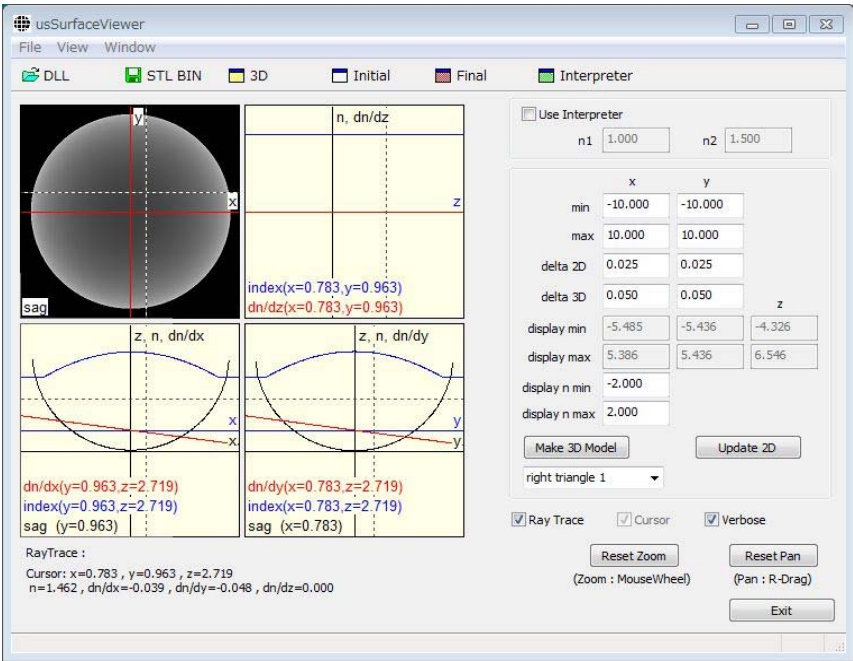 usSurfaceViewer
File View Window
DLL STL BIN 3D Initial Final Interpreter
y
x
sag
n, dn/dz
z
index(x=0.783,y=0.963)
dn/dz(x=0.783,y=0.963)
z, n, dn/dx
x
x
dn/dx(y=0.963,z=2.719)
index(y=0.963,z=2.719)
sag (y=0.963)
z, n, dn/dy
y
y
dn/dy(x=0.783,z=2.719)
index(x=0.783,z=2.719)
sag (x=0.783)
RayTrace :
Cursor: x=0.783 , y=0.963 , z=2.719
n=1.462 , dn/dx=-0.039 , dn/dy=-0.048 , dn/dz=0.000
Use Interpreter
n1 1.000 n2 1.500
x y
min -10.000 -10.000
max 10.000 10.000
delta 2D 0.025 0.025
delta 3D 0.050 0.050
z
display min -5.485 -5.436 -4.326
display max 5.386 5.436 6.546
display n min -2.000
display n max 2.000
Make 3D Model Update 2D
right triangle 1
Ray Trace Cursor Verbose
Reset Zoom Reset Pan
(Zoom : MouseWheel) (Pan : R-Drag)
Exit